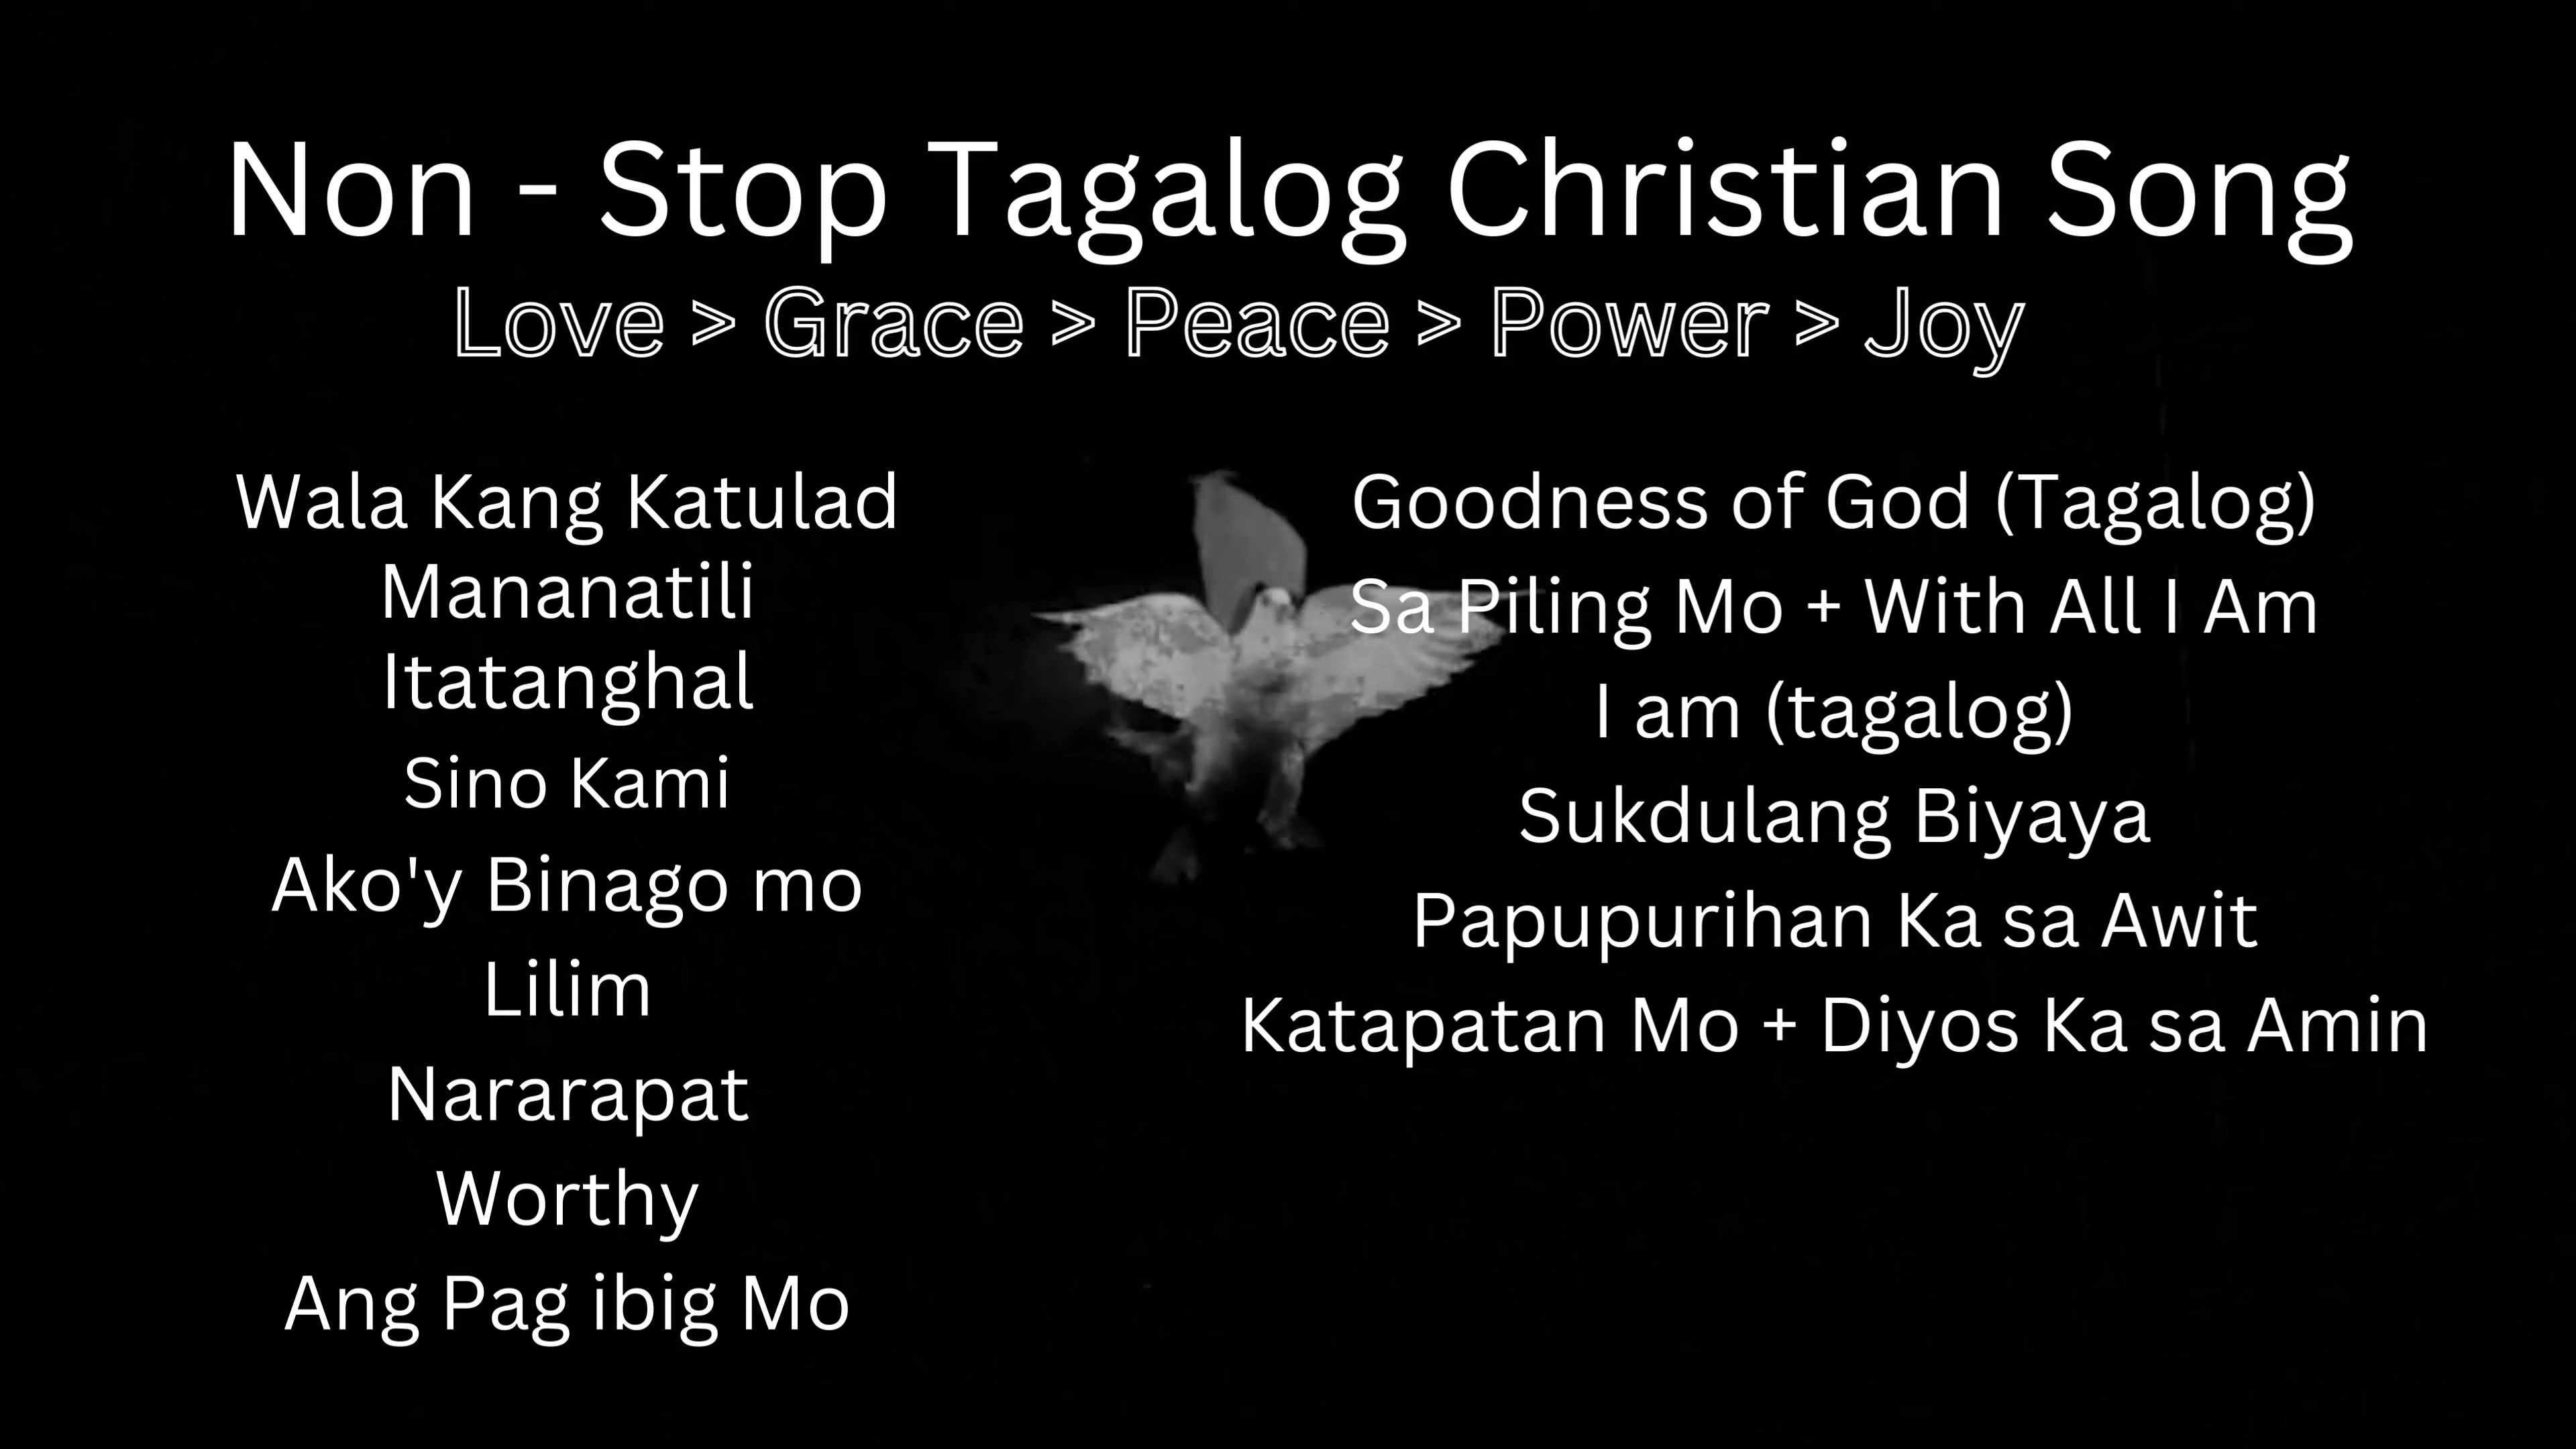 Non - Stop Tagalog Christian Song
Love > Grace > Peace > Power > Joy
Wala Kang Katulad
Mananatili
Itatanghal
Sino Kami
Ako'y Binago mo
Lilim
Nararapat
Worthy
Ang Pag ibig Mo
Goodness of God (Tagalog)
Sa Piling Mo + With All I Am
I am (tagalog)
Sukdulang Biyaya
Papupurihan Ka sa Awit
Katapatan Mo + Diyos Ka sa Amin